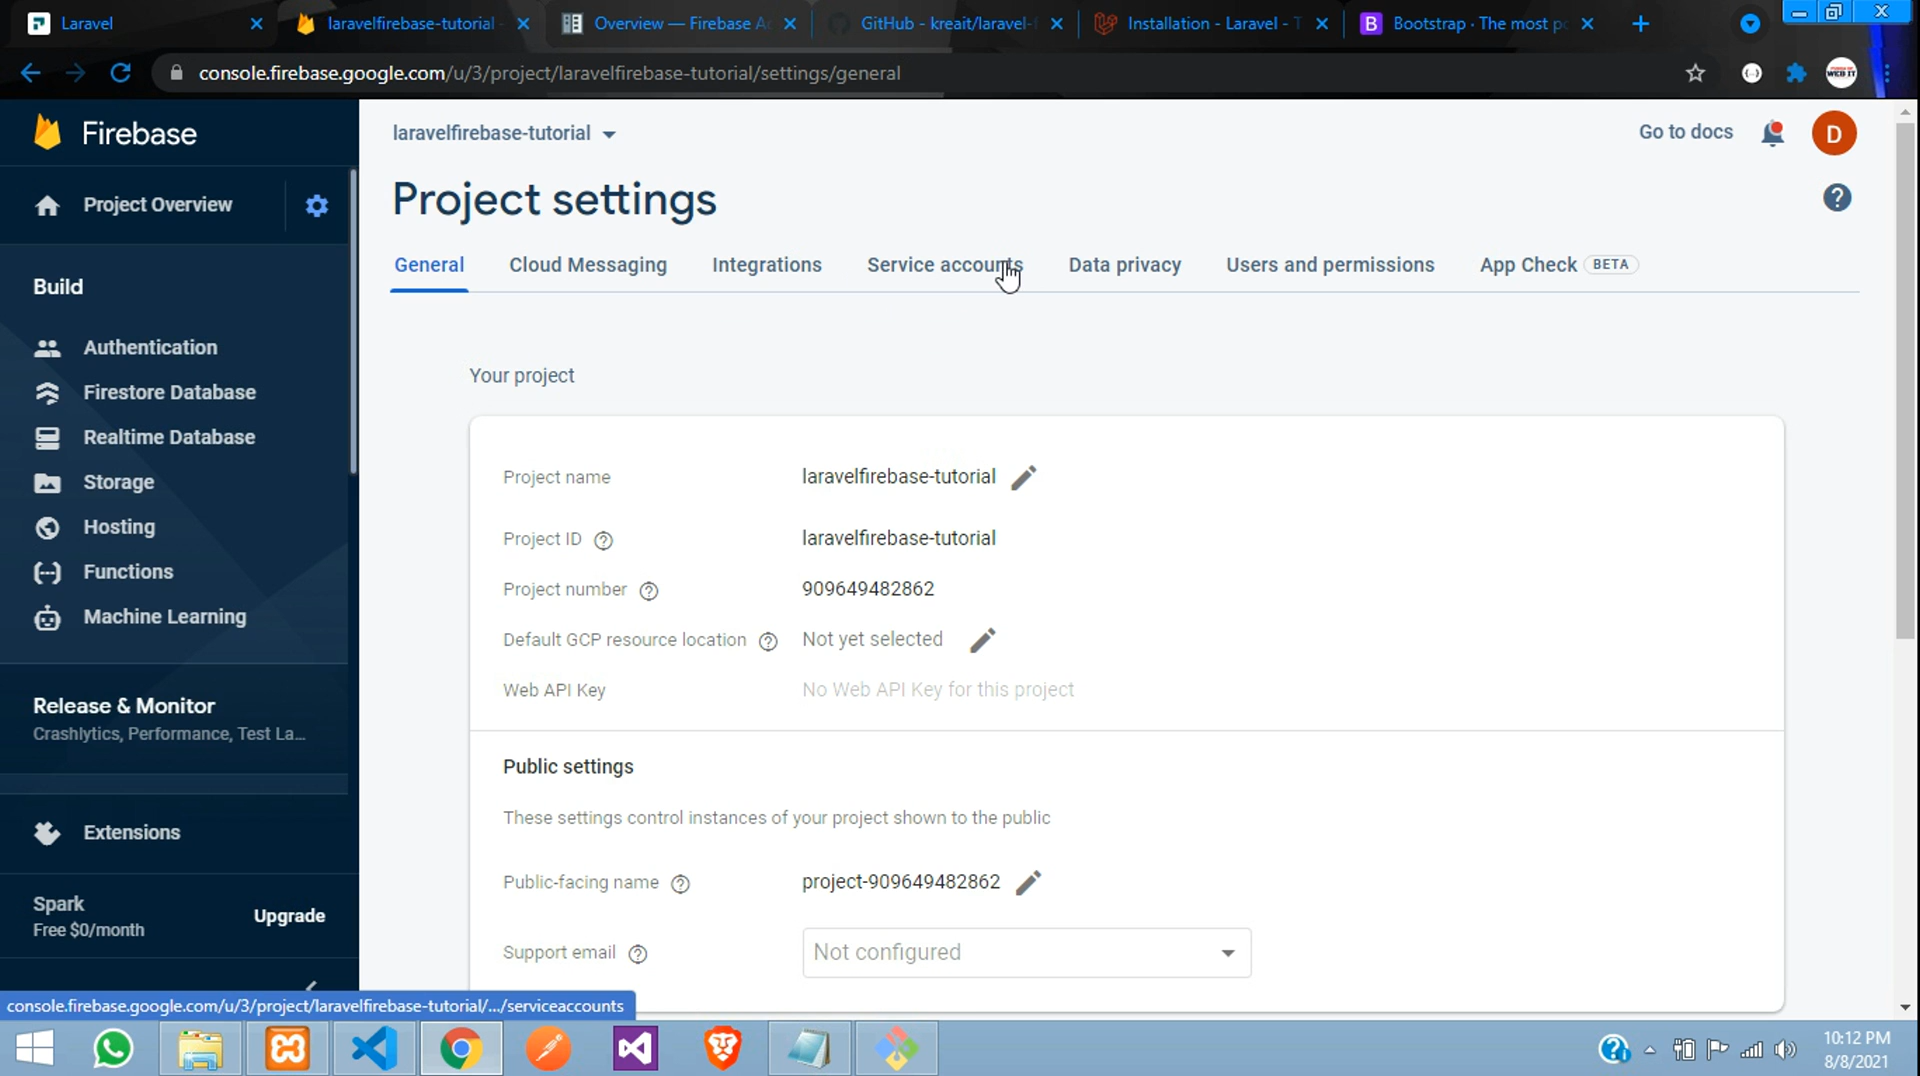 Laravel
laravelfirebase-tutorial -
Overview — Firebase Ad
GitHub - kreait/laravel-f
Installation - Laravel - T
B Bootstrap · The most po
console.firebase.google.com/u/3/project/laravelfirebase-tutorial/settings/general
WEB IT
Firebase
laravelfirebase-tutorial
Go to docs
D
Project Overview
Project settings
General
Cloud Messaging
Integrations
Service accounts
Data privacy
Users and permissions
App Check BETA
Build
Authentication
Firestore Database
Realtime Database
Storage
Hosting
Functions
Machine Learning
Release & Monitor
Crashlytics, Performance, Test La...
Extensions
Spark
Free $0/month
Upgrade
Your project
Project name laravelfirebase-tutorial
Project ID laravelfirebase-tutorial
Project number 909649482862
Default GCP resource location Not yet selected
Web API Key No Web API Key for this project
Public settings
These settings control instances of your project shown to the public
Public-facing name project-909649482862
Support email Not configured
console.firebase.google.com/u/3/project/laravelfirebase-tutorial/.../serviceaccounts
10:12 PM
8/8/2021